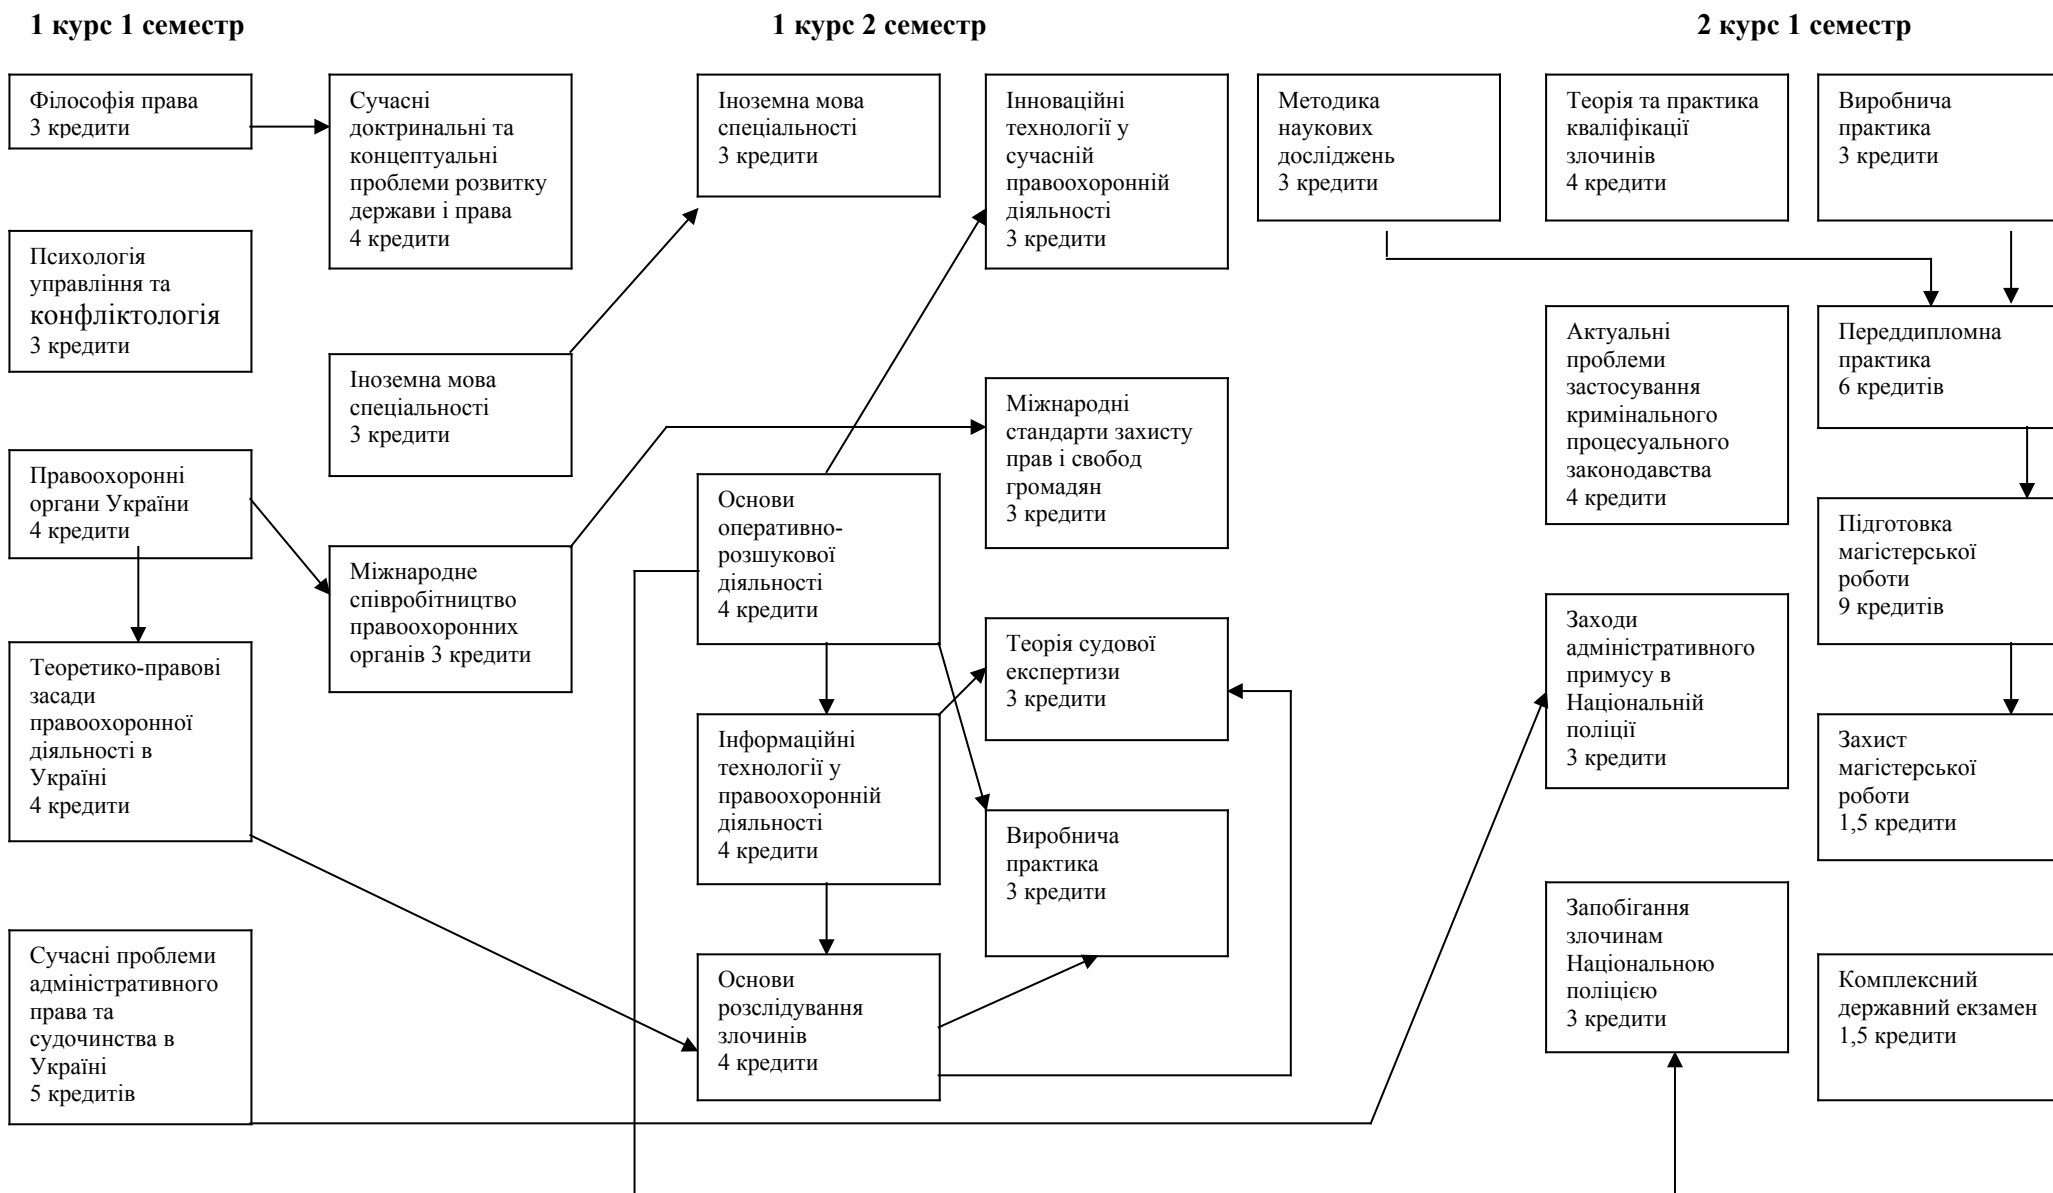 1 курс 1 семестр
1 курс 2 семестр
2 курс 1 семестр
Філософія права
3 кредити
Психологія
управління та
конфліктологія
3 кредити
Правоохоронні
органи України
4 кредити
Теоретико-правові
засади
правоохоронної
діяльності в
Україні
4 кредити
Сучасні проблеми
адміністративного
права та
судочинства в
Україні
5 кредитів
Сучасні
доктринальні та
концептуальні
проблеми розвитку
держави і права
4 кредити
Іноземна мова
спеціальності
3 кредити
Міжнародне
співробітництво
правоохоронних
органів 3 кредити
Іноземна мова
спеціальності
3 кредити
Основи
оперативно-
розшукової
діяльності
4 кредити
Інформаційні
технології у
правоохоронній
діяльності
4 кредити
Основи
розслідування
злочинів
4 кредити
Інноваційні
технології у
сучасній
правоохоронній
діяльності
3 кредити
Міжнародні
стандарти захисту
прав і свобод
громадян
3 кредити
Теорія судової
експертизи
3 кредити
Виробнича
практика
3 кредити
Методика
наукових
досліджень
3 кредити
Теорія та практика
кваліфікації
злочинів
4 кредити
Актуальні
проблеми
застосування
кримінального
процесуального
законодавства
4 кредити
Заходи
адміністративного
примусу в
Національній
поліції
3 кредити
Запобігання
злочинам
Національною
поліцією
3 кредити
Виробнича
практика
3 кредити
Переддипломна
практика
6 кредитів
Підготовка
магістерської
роботи
9 кредитів
Захист
магістерської
роботи
1,5 кредити
Комплексний
державний екзамен
1,5 кредити